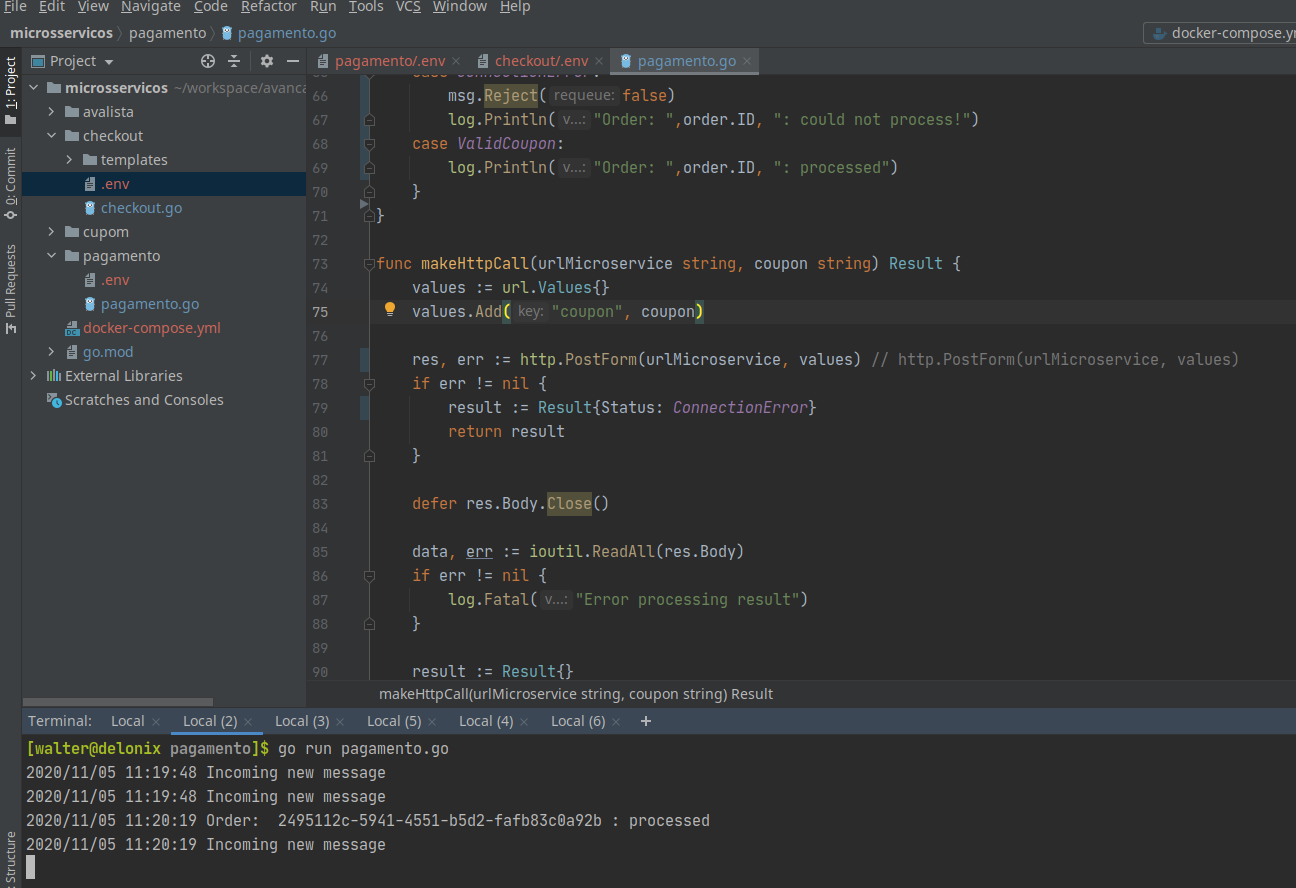 File Edit View Navigate Code Refactor Run Tools VCS Window Help
microsservicos pagamento pagamento.go
Project
pagamento/.env checkout/.env pagamento.go
1: Project
0: Commit
Pull Requests
Structure
microsservicos ~/workspace/avanca
avalista
checkout
templates
.env
checkout.go
cupom
pagamento
.env
pagamento.go
docker-compose.yml
go.mod
External Libraries
Scratches and Consoles
66 msg.Reject( requeue: false)
67 log.Println( v...: "Order: ",order.ID, ": could not process!")
68 case ValidCoupon:
69 log.Println( v...: "Order: ",order.ID, ": processed")
70 }
71 }
72
73 func makeHttpCall(urlMicroservice string, coupon string) Result {
74 values := url.Values{}
75 values.Add( key: "coupon", coupon)
76
77 res, err := http.PostForm(urlMicroservice, values) // http.PostForm(urlMicroservice, values)
78 if err != nil {
79 result := Result{Status: ConnectionError}
80 return result
81 }
82
83 defer res.Body.Close()
84
85 data, err := ioutil.ReadAll(res.Body)
86 if err != nil {
87 log.Fatal( v...: "Error processing result")
88 }
89
90 result := Result{}
makeHttpCall(urlMicroservice string, coupon string) Result
Terminal: Local Local (2) Local (3) Local (5) Local (4) Local (6) +
[walter@delonix pagamento]$ go run pagamento.go
2020/11/05 11:19:48 Incoming new message
2020/11/05 11:19:48 Incoming new message
2020/11/05 11:20:19 Order:  2495112c-5941-4551-b5d2-fafb83c0a92b : processed
2020/11/05 11:20:19 Incoming new message